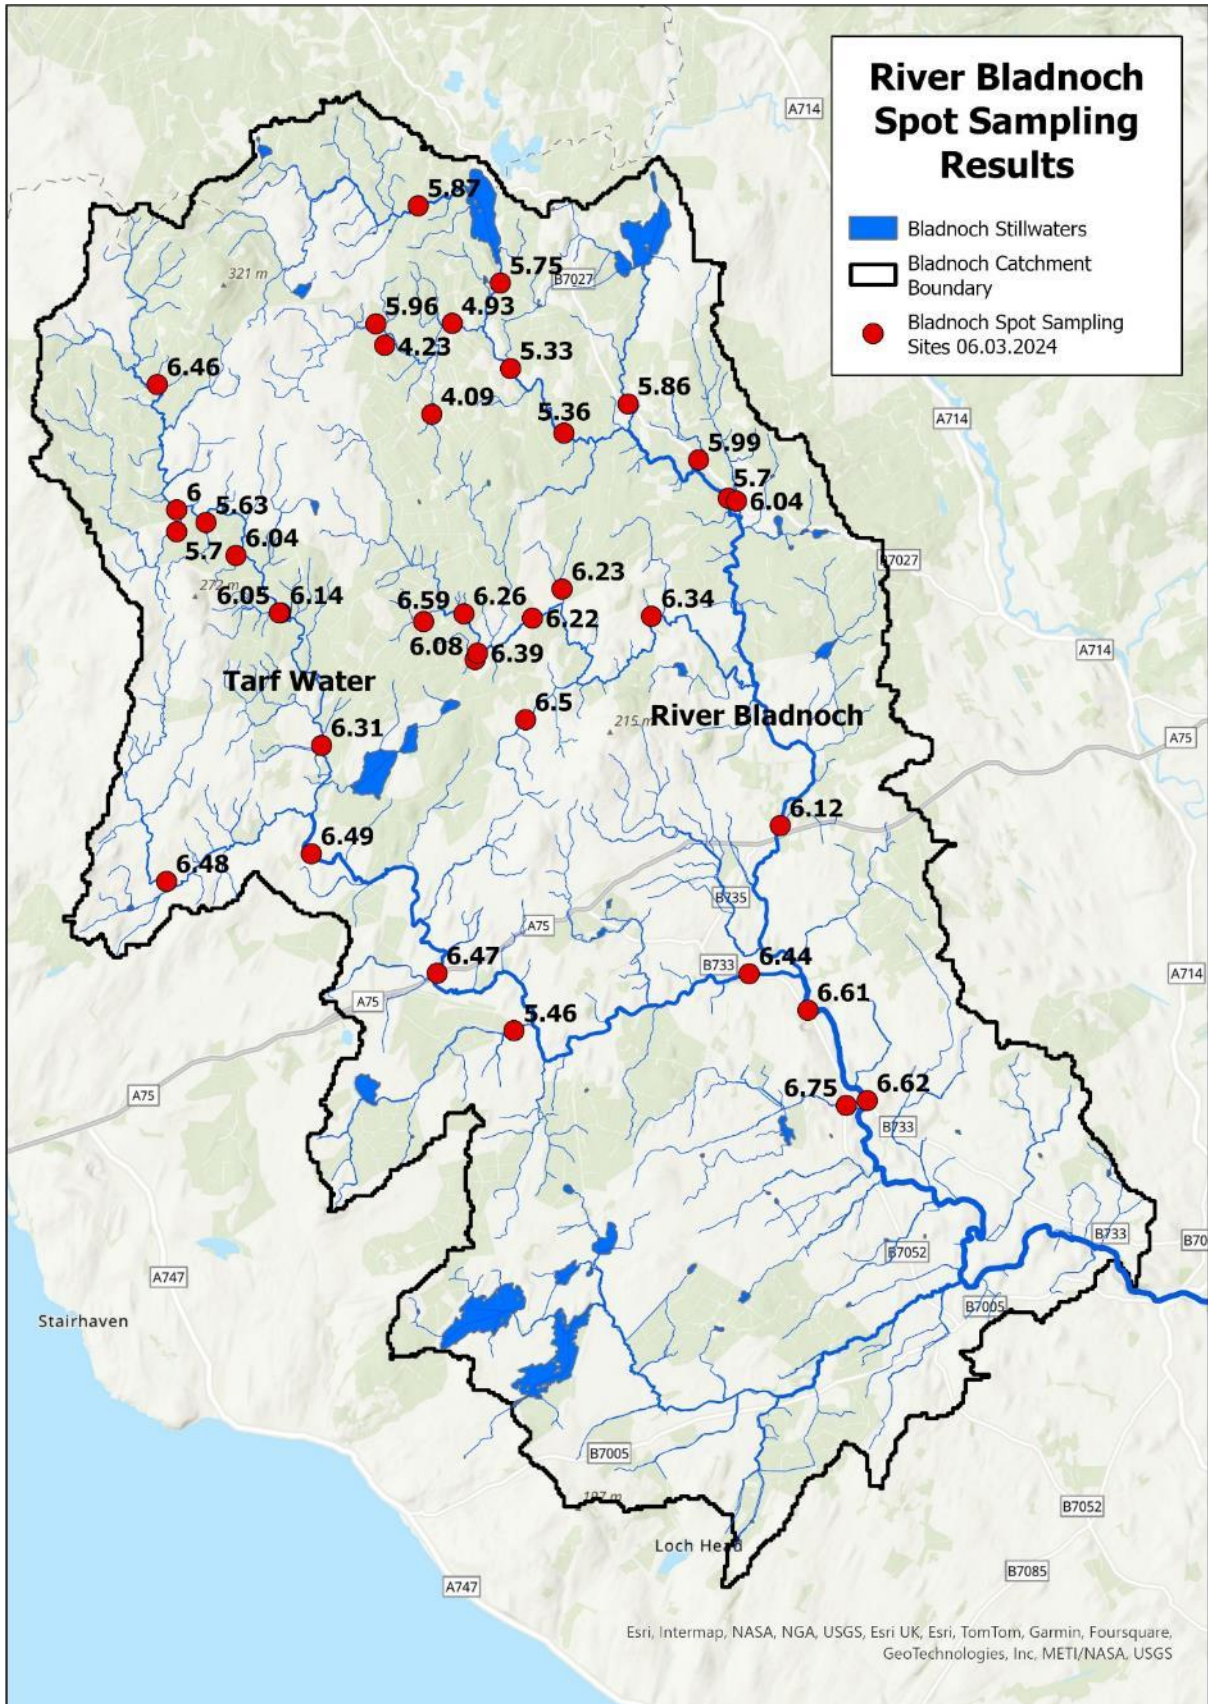 River Bladnoch
Spot Sampling
Results
Bladnoch Stillwaters
Bladnoch Catchment
Boundary
Bladnoch Spot Sampling
Sites 06.03.2024
A714
5.87
321 m
5.75
B7027
5.96
4.93
4.23
5.33
6.46
5.86
4.09
A714
5.36
5.99
6
5.63
5.7
6.04
5.7
6.04
B7027
272 m
6.05
6.14
6.59
6.26
6.23
6.22
6.34
6.08
6.39
A714
Tarf Water
6.5
215 m
River Bladnoch
A75
6.31
6.12
6.49
6.48
B735
A75
6.47
B733
6.44
A714
A75
6.61
5.46
A75
6.75
6.62
B733
B7052
B733
B70
A747
B7005
Stairhaven
B7005
197 m
B7052
Loch Head
B7085
A747
Esri, Intermap, NASA, NGA, USGS, Esri UK, Esri, TomTom, Garmin, Foursquare,
GeoTechnologies, Inc, METI/NASA, USGS